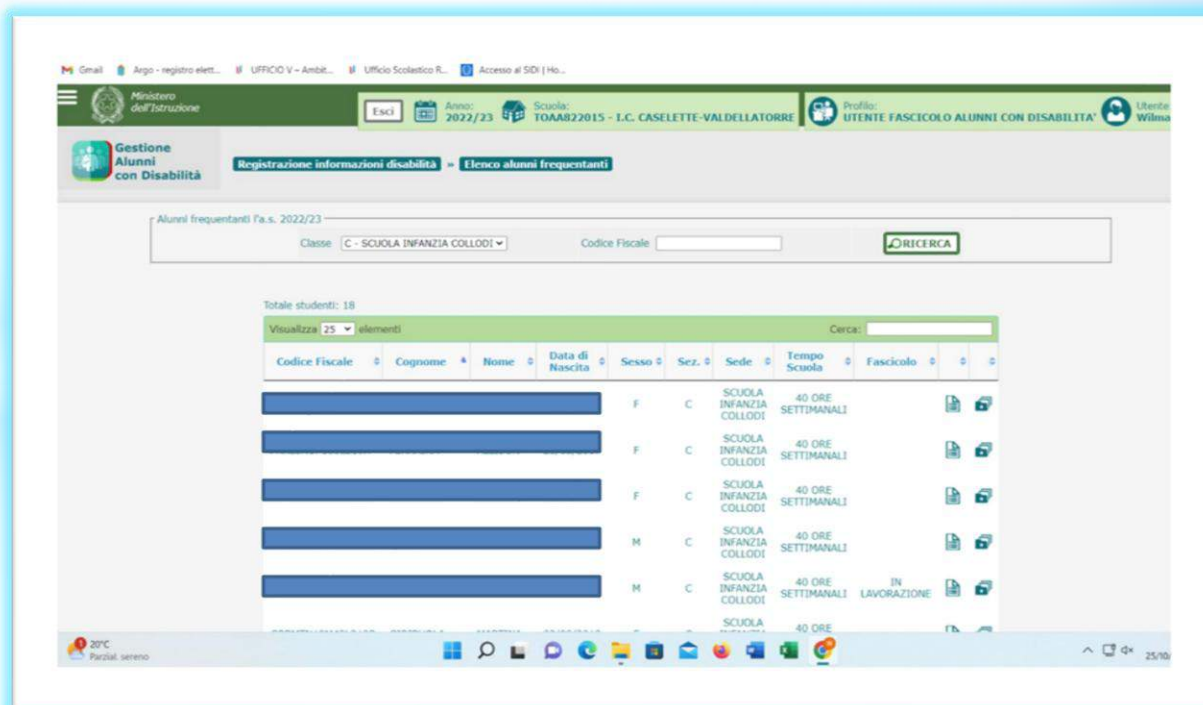 Gmail Argo - registro elett... UFFICIO V – Ambit... Ufficio Scolastico R... Accesso al SIDI | Ho...
Ministero
dell'Istruzione
Esci
Anno:
2022/23
Scuola:
TOAA822015 - I.C. CASELETTE-VALDELLATORRE
Profilo:
UTENTE FASCICOLO ALUNNI CON DISABILITA'
Utente
Wilma
Gestione
Alunni
con Disabilità
Registrazione informazioni disabilità » Elenco alunni frequentanti
Alunni frequentanti l'a.s. 2022/23
Classe C - SCUOLA INFANZIA COLLODI Codice Fiscale RICERCA
Totale studenti: 18
Visualizza 25 elementi Cerca:
Codice Fiscale Cognome Nome Data di Nascita Sesso Sez. Sede Tempo Scuola Fascicolo
F C SCUOLA INFANZIA COLLODI 40 ORE SETTIMANALI
F C SCUOLA INFANZIA COLLODI 40 ORE SETTIMANALI
F C SCUOLA INFANZIA COLLODI 40 ORE SETTIMANALI
M C SCUOLA INFANZIA COLLODI 40 ORE SETTIMANALI
M C SCUOLA INFANZIA COLLODI 40 ORE SETTIMANALI IN LAVORAZIONE
SCUOLA 40 ORE
1
20°C
Parzial. sereno
25/10/